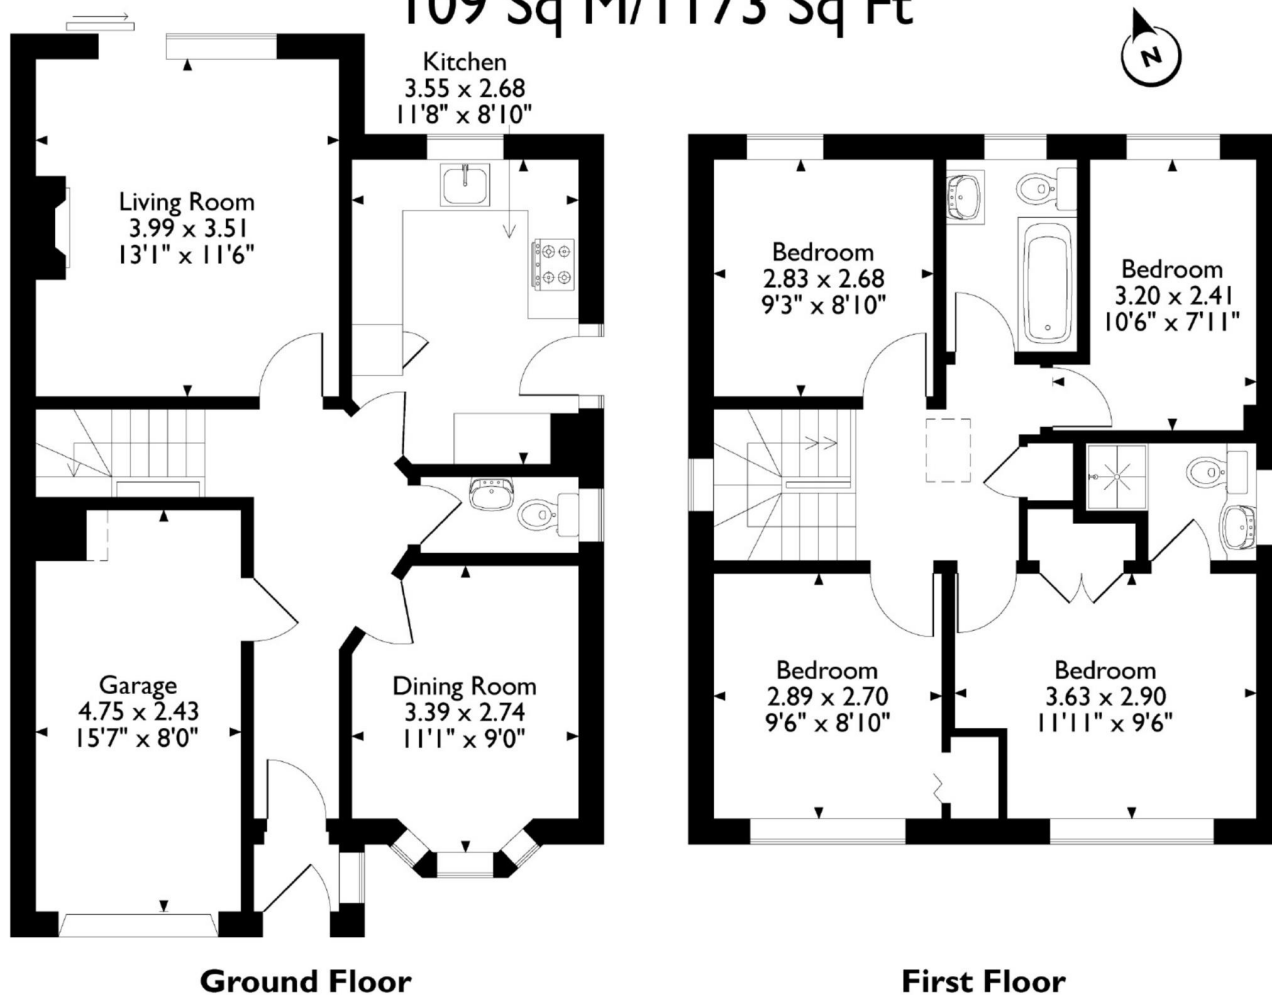 109 Sq M/1173 Sq Ft
N
Kitchen
3.55 x 2.68
11'8" x 8'10"
Living Room
3.99 x 3.51
13'1" x 11'6"
Garage
4.75 x 2.43
15'7" x 8'0"
Dining Room
3.39 x 2.74
11'1" x 9'0"
Ground Floor
Bedroom
2.83 x 2.68
9'3" x 8'10"
Bedroom
3.20 x 2.41
10'6" x 7'11"
Bedroom
2.89 x 2.70
9'6" x 8'10"
Bedroom
3.63 x 2.90
11'11" x 9'6"
First Floor